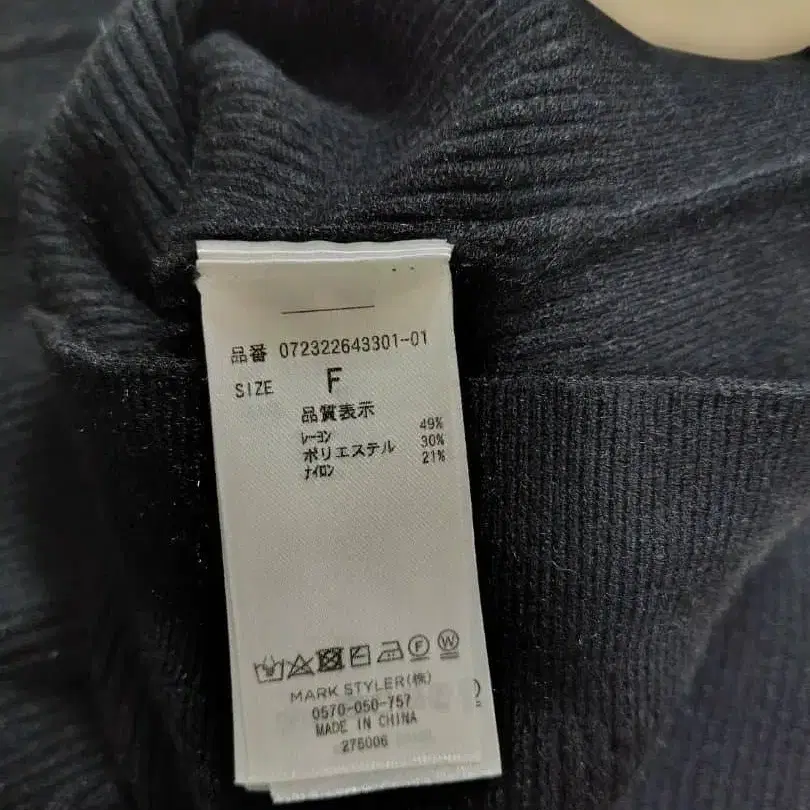 品番 072322643301-01
SIZE F
品質表示
レーヨン 49%
ポリエステル 30%
ナイロン 21%
F W
MARK STYLER(株)
0570-050-757
MADE IN CHINA
275006